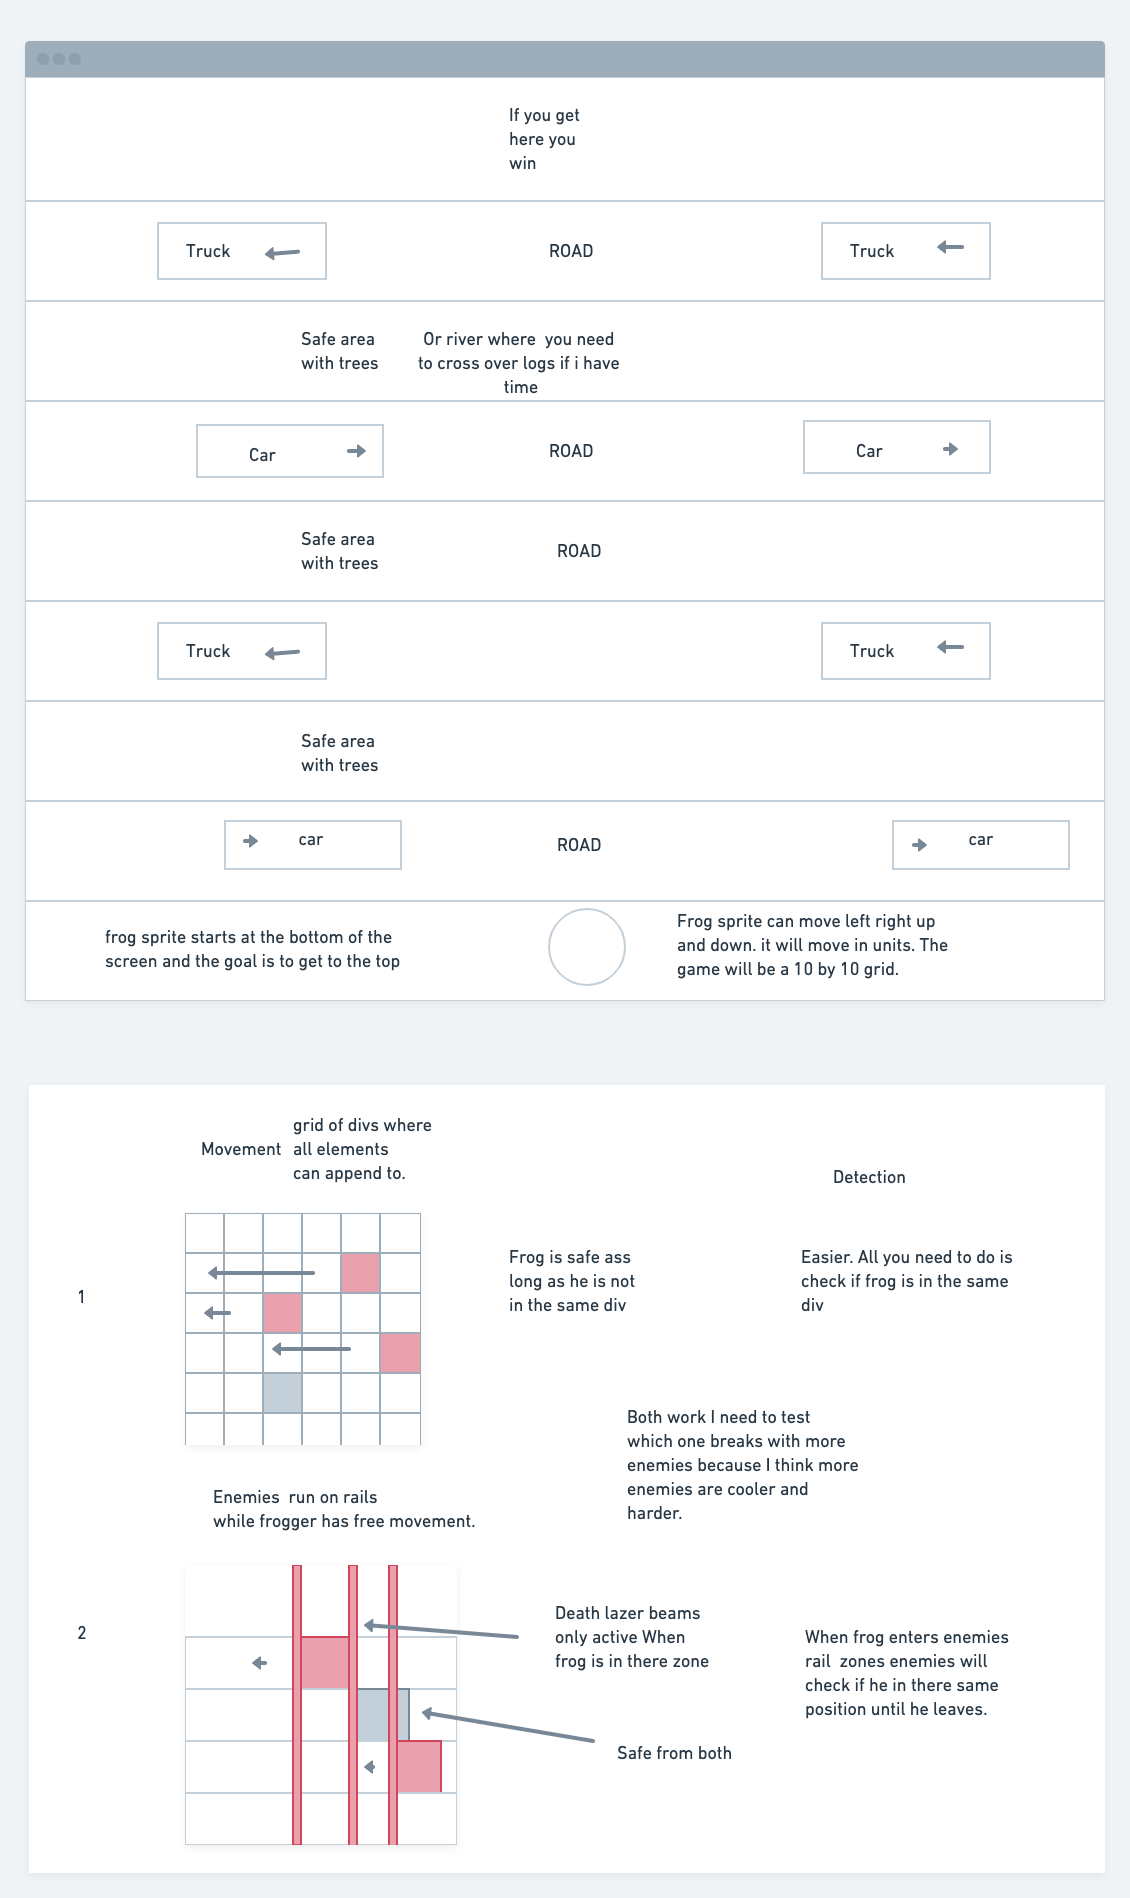 If you get
here you
win
Truck
ROAD
Truck
Safe area
with trees
Or river where  you need
to cross over logs if i have
time
Car
ROAD
Car
Safe area
with trees
ROAD
Truck
Truck
Safe area
with trees
car
ROAD
car
frog sprite starts at the bottom of the
screen and the goal is to get to the top
Frog sprite can move left right up
and down. it will move in units. The
game will be a 10 by 10 grid.
Movement
grid of divs where
all elements
can append to.
Detection
1
Frog is safe ass
long as he is not
in the same div
Easier. All you need to do is
check if frog is in the same
div
Both work I need to test
which one breaks with more
enemies because I think more
enemies are cooler and
harder.
Enemies  run on rails
while frogger has free movement.
2
Death lazer beams
only active When
frog is in there zone
When frog enters enemies
rail  zones enemies will
check if he in there same
position until he leaves.
Safe from both